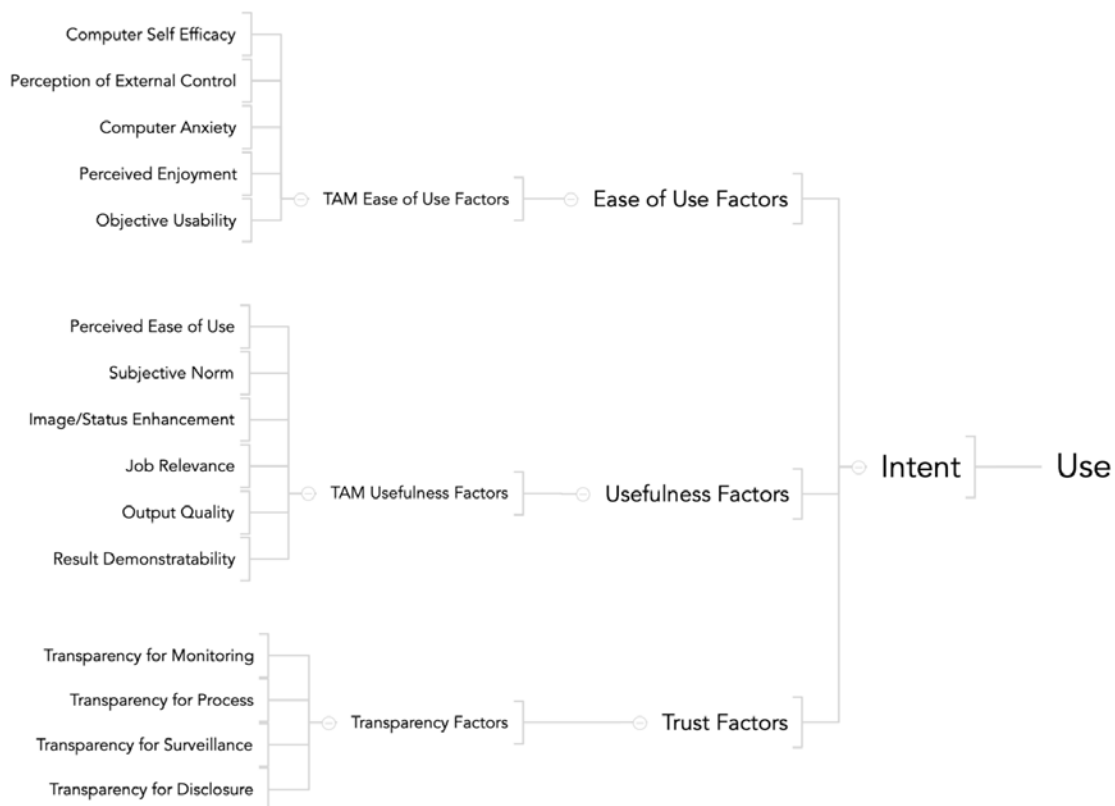 Computer Self Efficacy
Perception of External Control
Computer Anxiety
Perceived Enjoyment
Objective Usability
TAM Ease of Use Factors
Ease of Use Factors
Perceived Ease of Use
Subjective Norm
Image/Status Enhancement
Job Relevance
Output Quality
Result Demonstratability
TAM Usefulness Factors
Usefulness Factors
Intent
Use
Transparency for Monitoring
Transparency for Process
Transparency for Surveillance
Transparency for Disclosure
Transparency Factors
Trust Factors